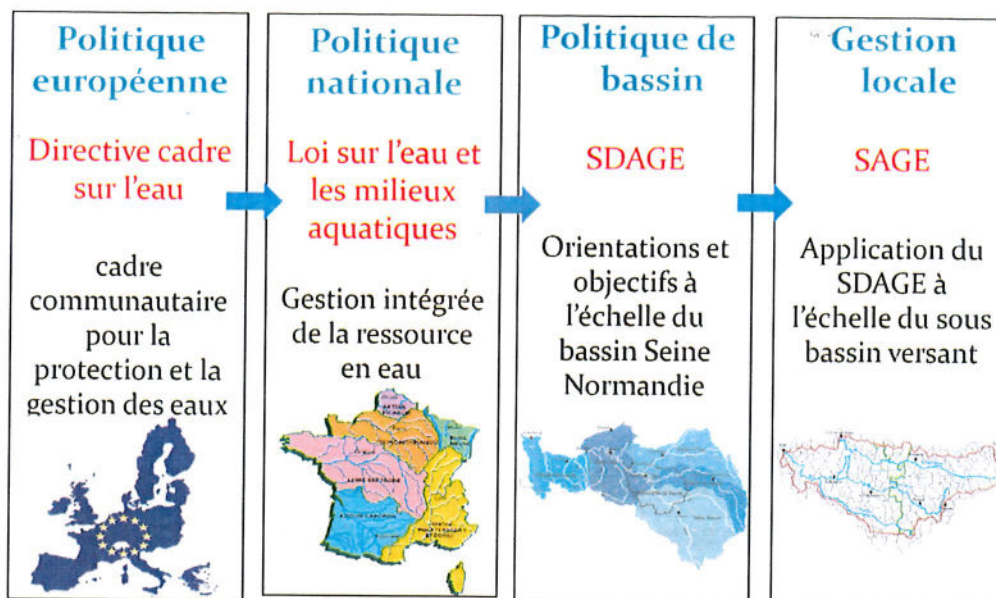 Politique
européenne
Directive cadre
sur l'eau
cadre
communautaire
pour la
protection et la
gestion des eaux
Politique
nationale
Loi sur l'eau et
les milieux
aquatiques
Gestion intégrée
de la ressource
en eau
Politique de
bassin
SDAGE
Orientations et
objectifs à
l'échelle du
bassin Seine
Normandie
Gestion
locale
SAGE
Application du
SDAGE à
l'échelle du sous
bassin versant